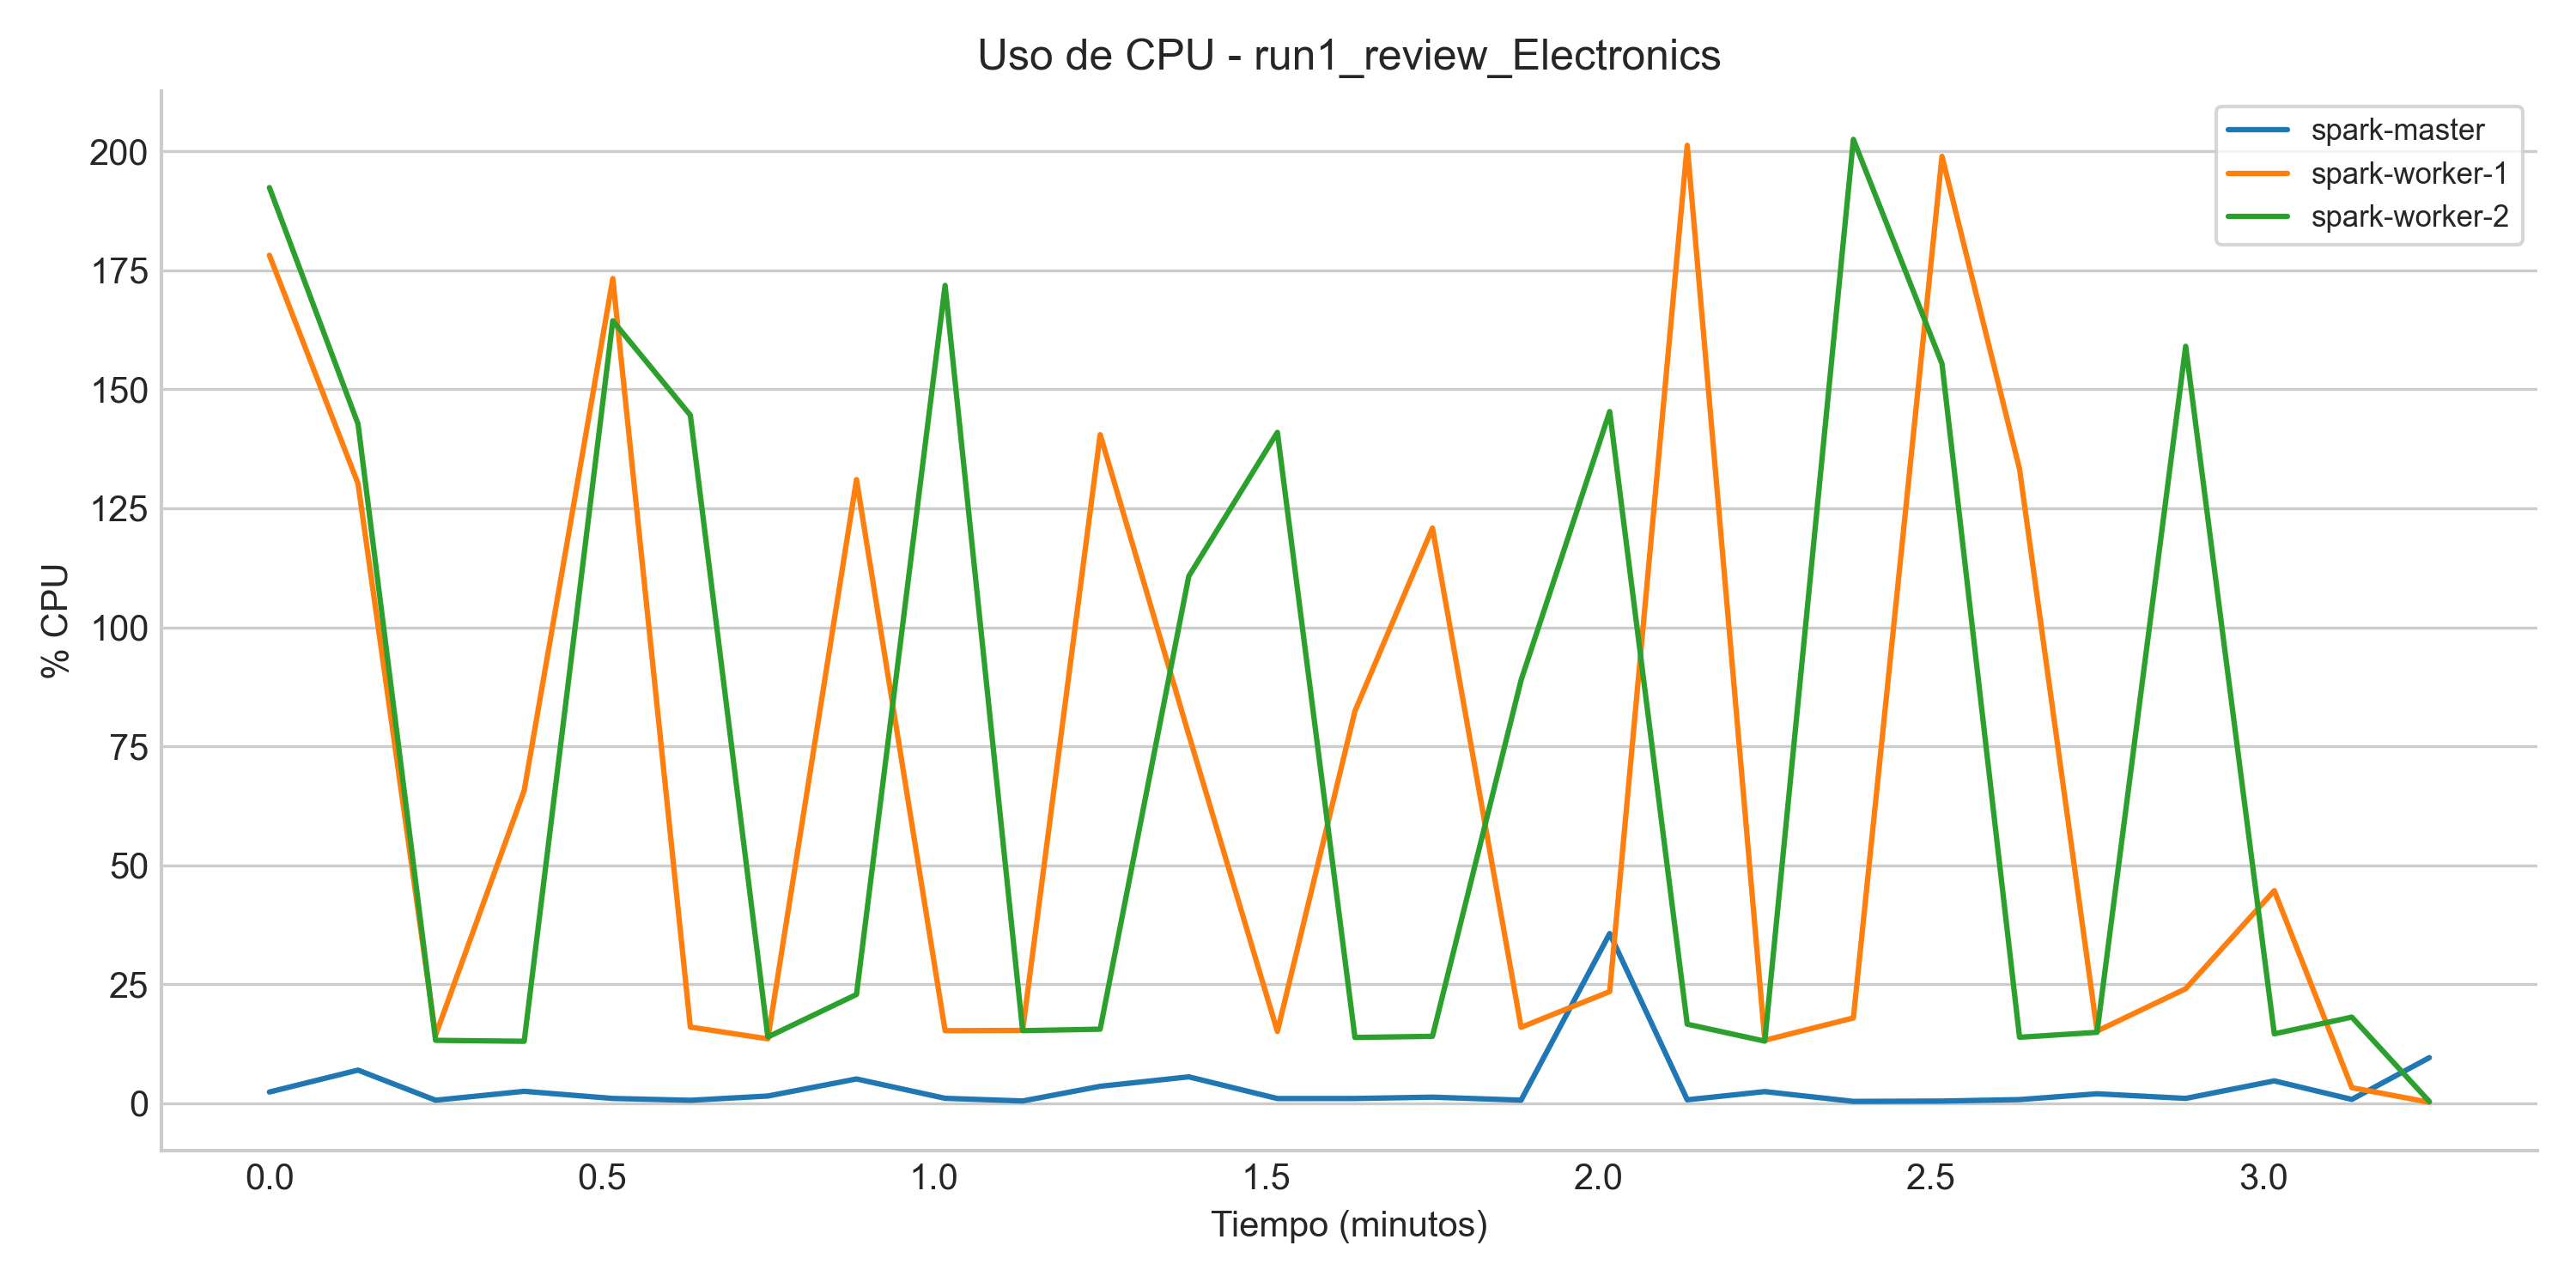 Uso de CPU - run1_review_Electronics
spark-master
spark-worker-1
spark-worker-2
% CPU
200
175
150
125
100
75
50
25
0
0.0 0.5 1.0 1.5 2.0 2.5 3.0
Tiempo (minutos)